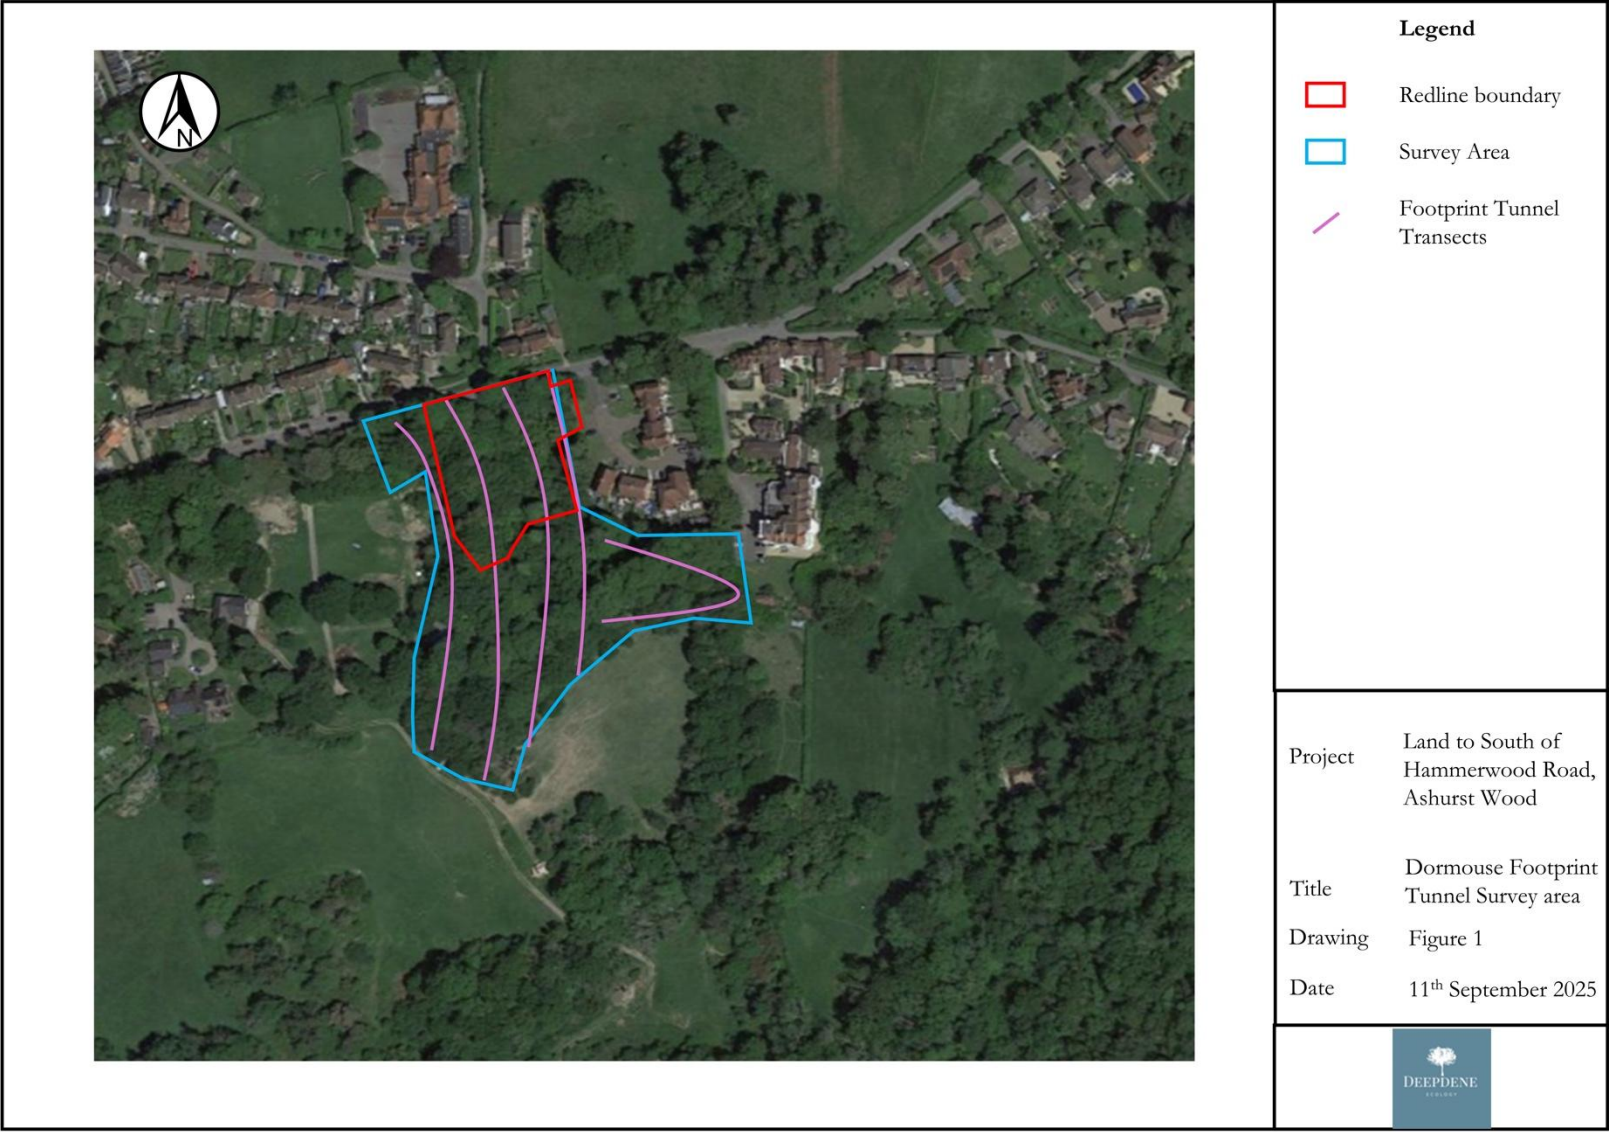 N
Legend
Redline boundary
Survey Area
Footprint Tunnel
Transects
Project
Land to South of
Hammerwood Road,
Ashurst Wood
Title
Dormouse Footprint
Tunnel Survey area
Drawing
Figure 1
Date
11th September 2025
DEEPDENE
ECOLOGY